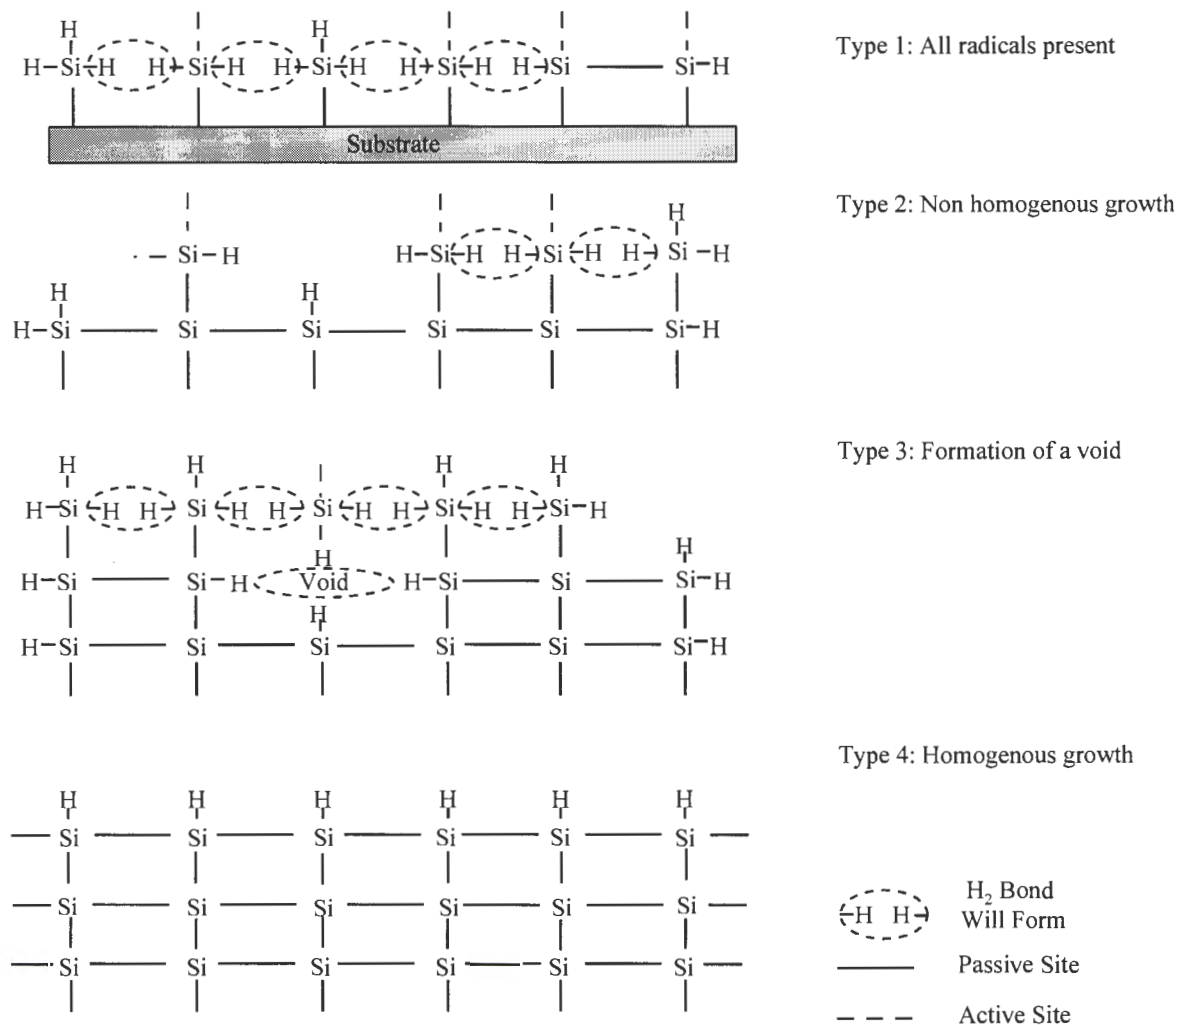 H H
H-Si-H H-Si-H H-Si-H H-Si-H H-Si — Si-H
Type 1: All radicals present
Substrate
Type 2: Non homogenous growth
H
Si-H H-Si-H H-Si-H H-Si-H
H H
H-Si — Si — Si — Si — Si — Si-H
Type 3: Formation of a void
H H H H
H-Si-H H-Si-H H-Si-H H-Si-H H-Si-H
H H
H-Si — Si-H Void H-Si — Si — Si-H
H
H-Si — Si — Si — Si — Si — Si-H
Type 4: Homogenous growth
H H H H H H
— Si — Si — Si — Si — Si — Si —
— Si — Si — Si — Si — Si — Si —
— Si — Si — Si — Si — Si — Si —
-H H-
H₂ Bond
Will Form
Passive Site
Active Site